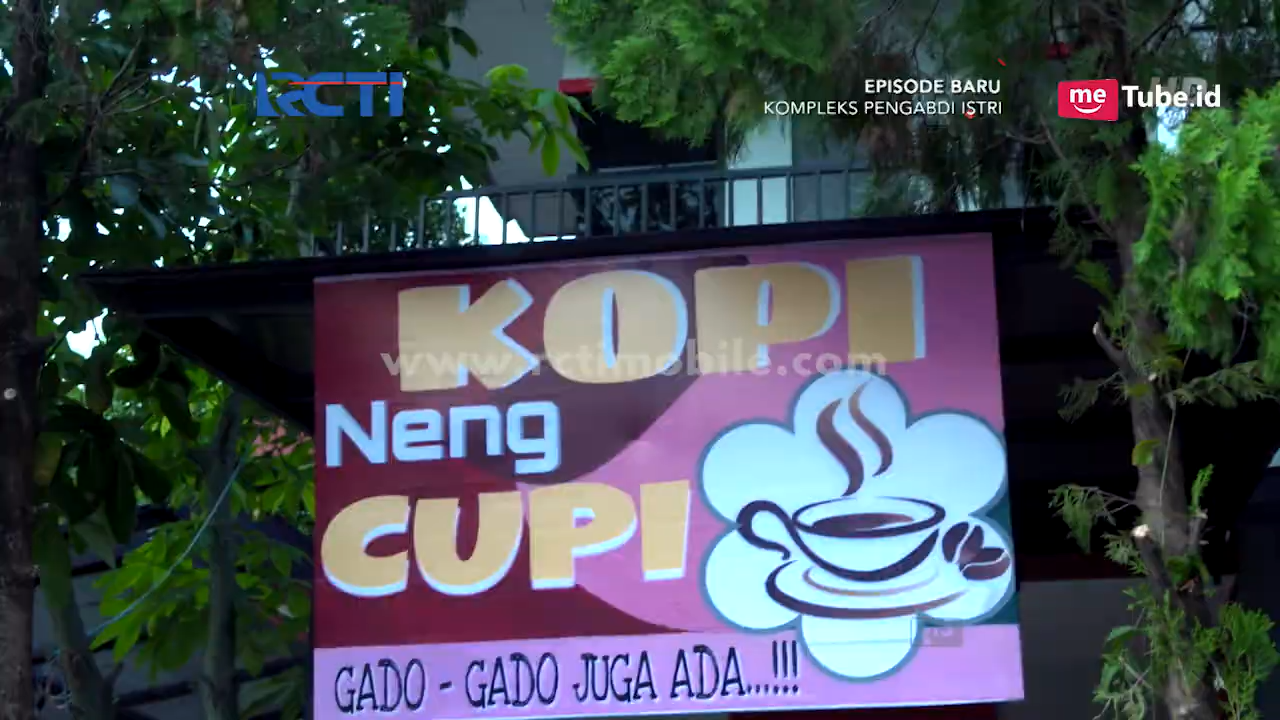 RCTI
EPISODE BARU
KOMPLEKS PENGABDI ISTRI
me Tube.id
KOPI
www.rctimobile.com
Neng
CUPI
GADO - GADO JUGA ADA...!!!